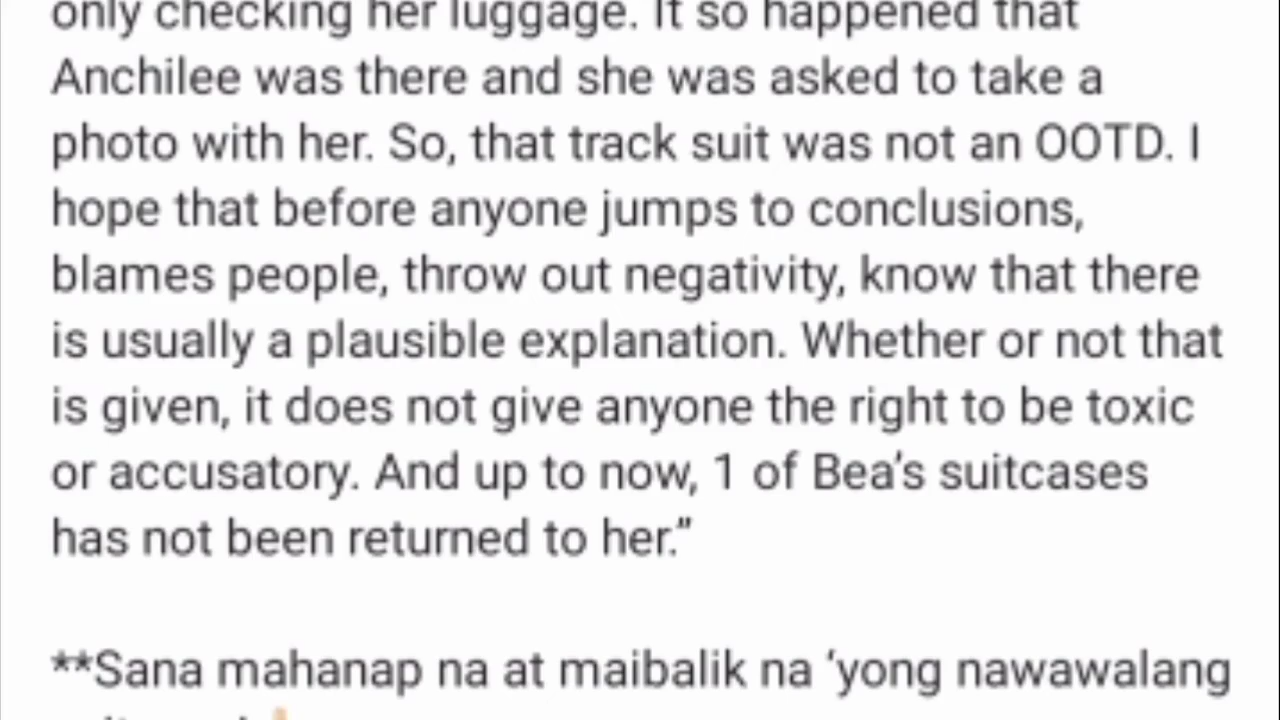 only checking her luggage. It so happened that
Anchilee was there and she was asked to take a
photo with her. So, that track suit was not an OOTD. I
hope that before anyone jumps to conclusions,
blames people, throw out negativity, know that there
is usually a plausible explanation. Whether or not that
is given, it does not give anyone the right to be toxic
or accusatory. And up to now, 1 of Bea’s suitcases
has not been returned to her.”
**Sana mahanap na at maibalik na ‘yong nawawalang